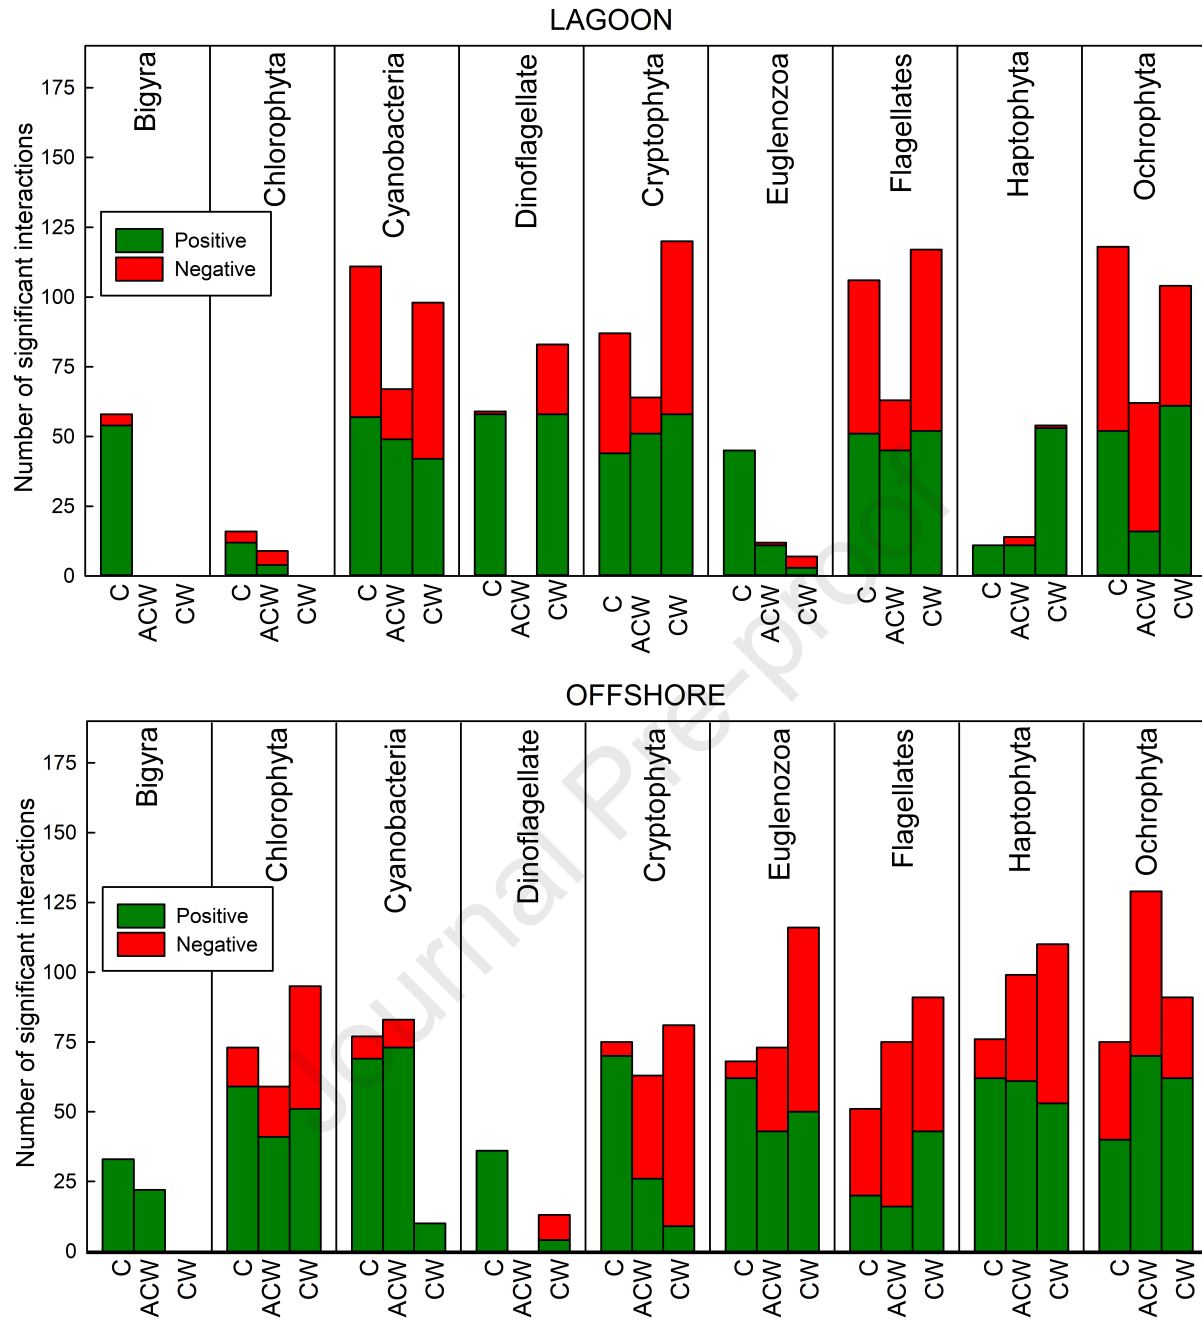 LAGOON
Number of significant interactions
175
150
125
100
75
50
25
0
Bigyra
Chlorophyta
Cyanobacteria
Dinoflagellate
Cryptophyta
Euglenozoa
Flagellates
Haptophyta
Ochrophyta
Positive
Negative
C ACW CW C ACW CW C ACW CW C ACW CW C ACW CW C ACW CW C ACW CW C ACW CW C ACW CW
OFFSHORE
Number of significant interactions
175
150
125
100
75
50
25
0
Bigyra
Chlorophyta
Cyanobacteria
Dinoflagellate
Cryptophyta
Euglenozoa
Flagellates
Haptophyta
Ochrophyta
Positive
Negative
C ACW CW C ACW CW C ACW CW C ACW CW C ACW CW C ACW CW C ACW CW C ACW CW C ACW CW
Journal Pre-proof